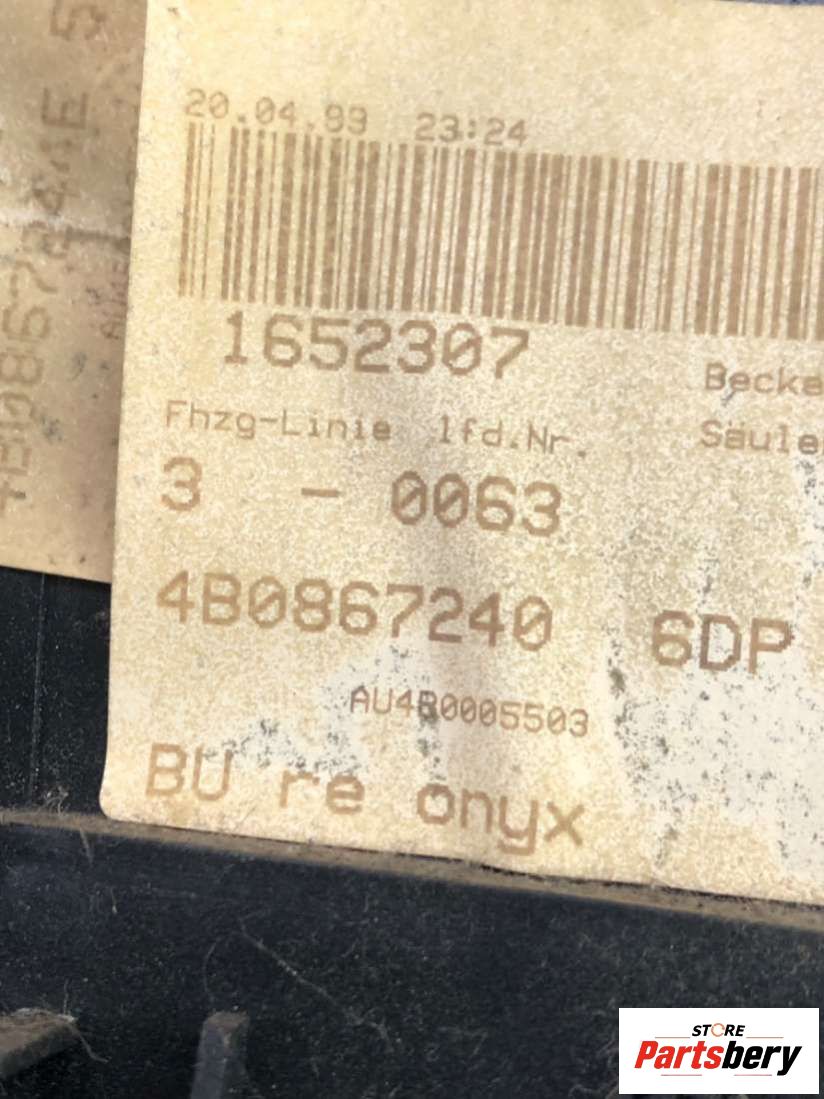 20.04.99 23:24
1652307
Becka
Fhzg-Linie lfd.Nr.
Säule
3 - 0063
4B0867240 6DP
AU4B0005503
BU re onyx
STORE
Partsbery